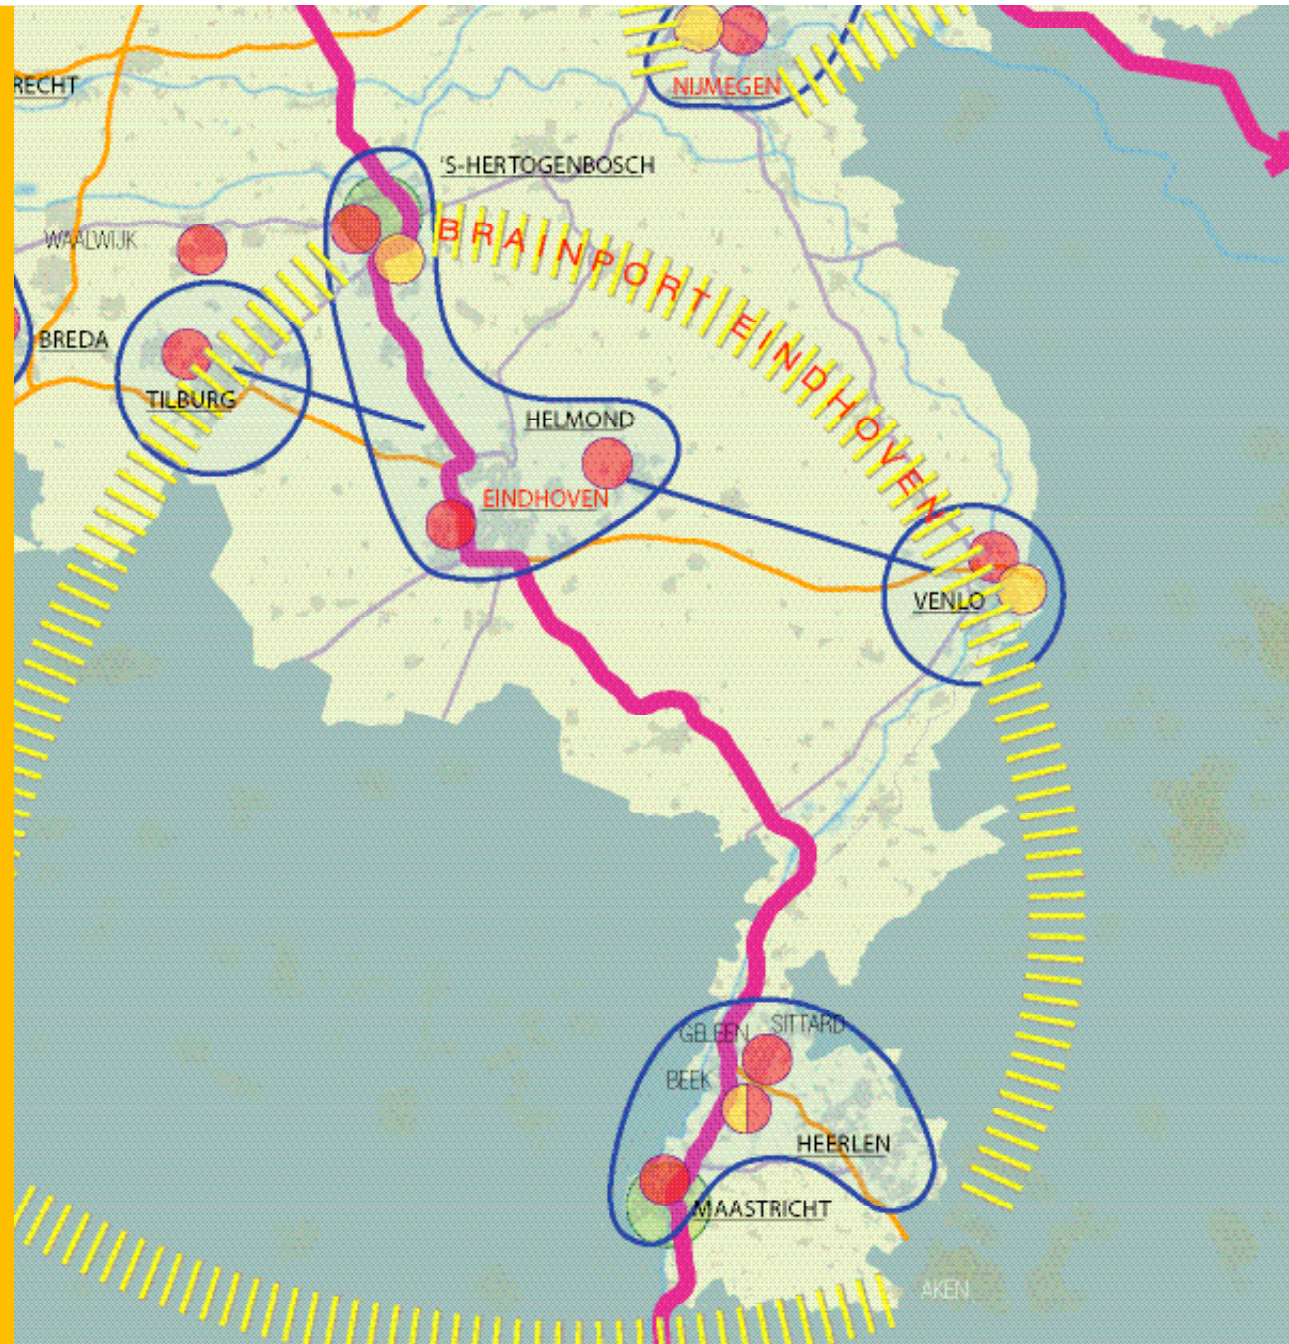 RECHT
NIJMEGEN
'S-HERTOGENBOSCH
WAALWIJK
BRAINPORT EINDHOVEN
BREDA
TILBURG
HELMOND
EINDHOVEN
VENLO
GELEEN
SITTARD
BEEK
HEERLEN
MAASTRICHT
AKEN